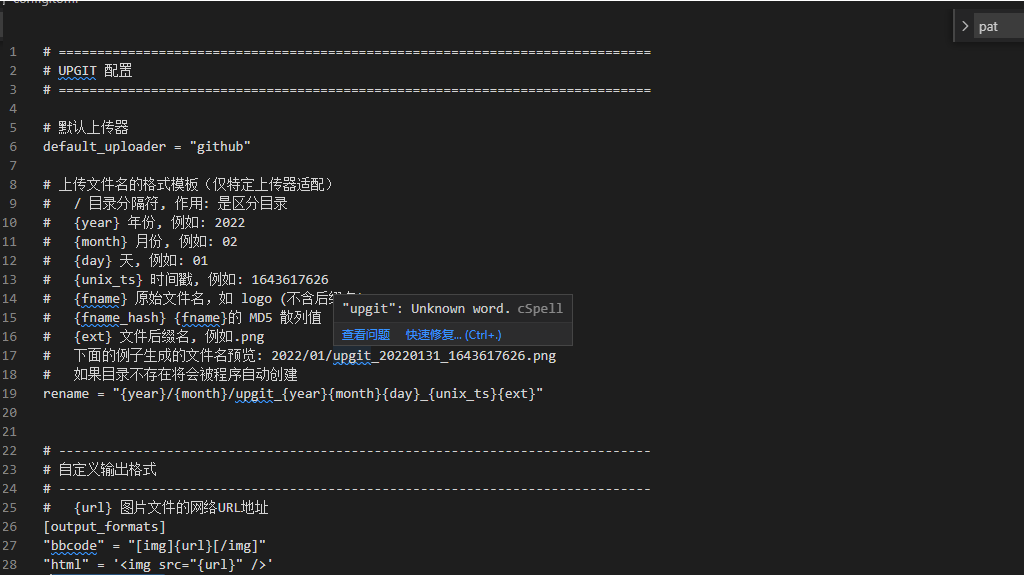 config.toml
pat
1 # =============================================================================
2 # UPGIT 配置
3 # =============================================================================
4
5 # 默认上传器
6 default_uploader = "github"
7
8 # 上传文件名的格式模板（仅特定上传器适配）
9 #   / 目录分隔符, 作用: 是区分目录
10 #   {year} 年份, 例如: 2022
11 #   {month} 月份, 例如: 02
12 #   {day} 天, 例如: 01
13 #   {unix_ts} 时间戳, 例如: 1643617626
14 #   {fname} 原始文件名，如 logo (不含后缀
"upgit": Unknown word. cSpell
15 #   {fname_hash} {fname}的 MD5 散列值
16 #   {ext} 文件后缀名, 例如.png
查看问题 快速修复... (Ctrl+.)
17 #   下面的例子生成的文件名预览: 2022/01/upgit_20220131_1643617626.png
18 #   如果目录不存在将会被程序自动创建
19 rename = "{year}/{month}/upgit_{year}{month}{day}_{unix_ts}{ext}"
20
21
22 # -----------------------------------------------------------------------------
23 # 自定义输出格式
24 # -----------------------------------------------------------------------------
25 #   {url} 图片文件的网络URL地址
26 [output_formats]
27 "bbcode" = "[img]{url}[/img]"
28 "html" = '<img src="{url}" />'